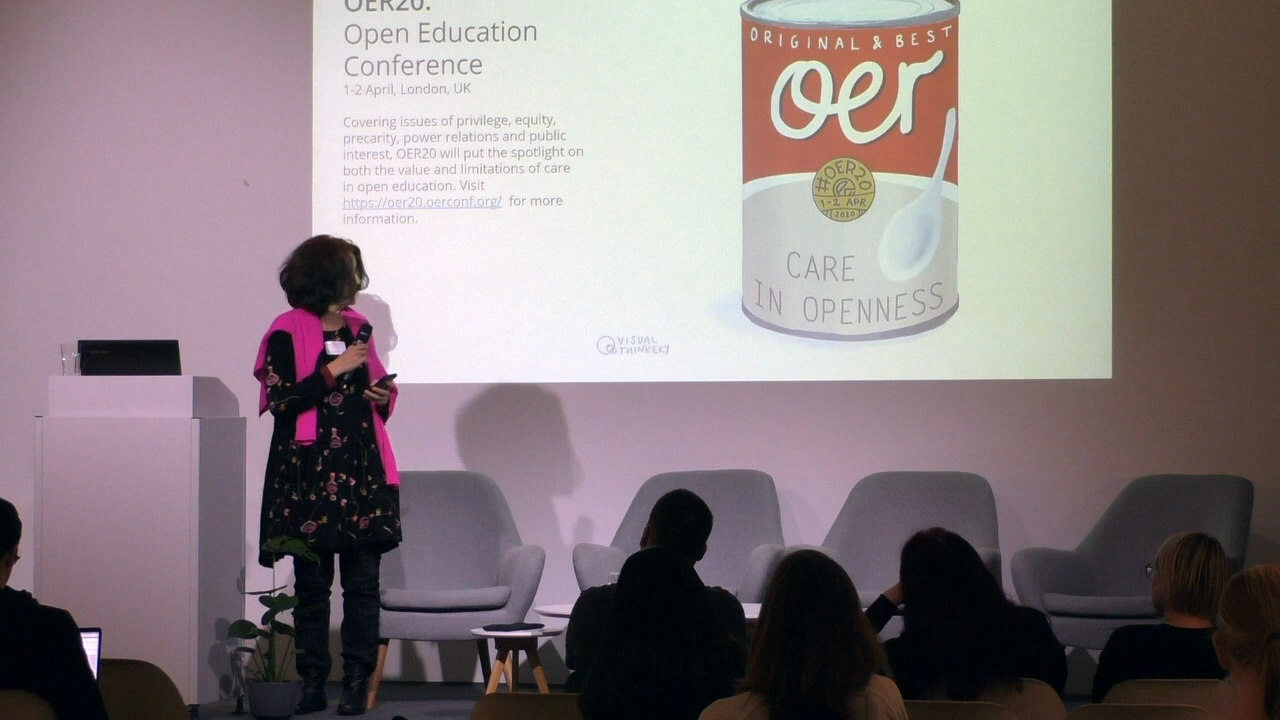 OER20:
Open Education
Conference
1-2 April, London, UK
Covering issues of privilege, equity,
precarity, power relations and public
interest, OER20 will put the spotlight on
both the value and limitations of care
in open education. Visit
https://oer20.oerconf.org/ for more
information.
ORIGINAL & BEST
oer
#OER20
1-2 APR
CARE
IN OPENNESS
VISUAL
THINKERY